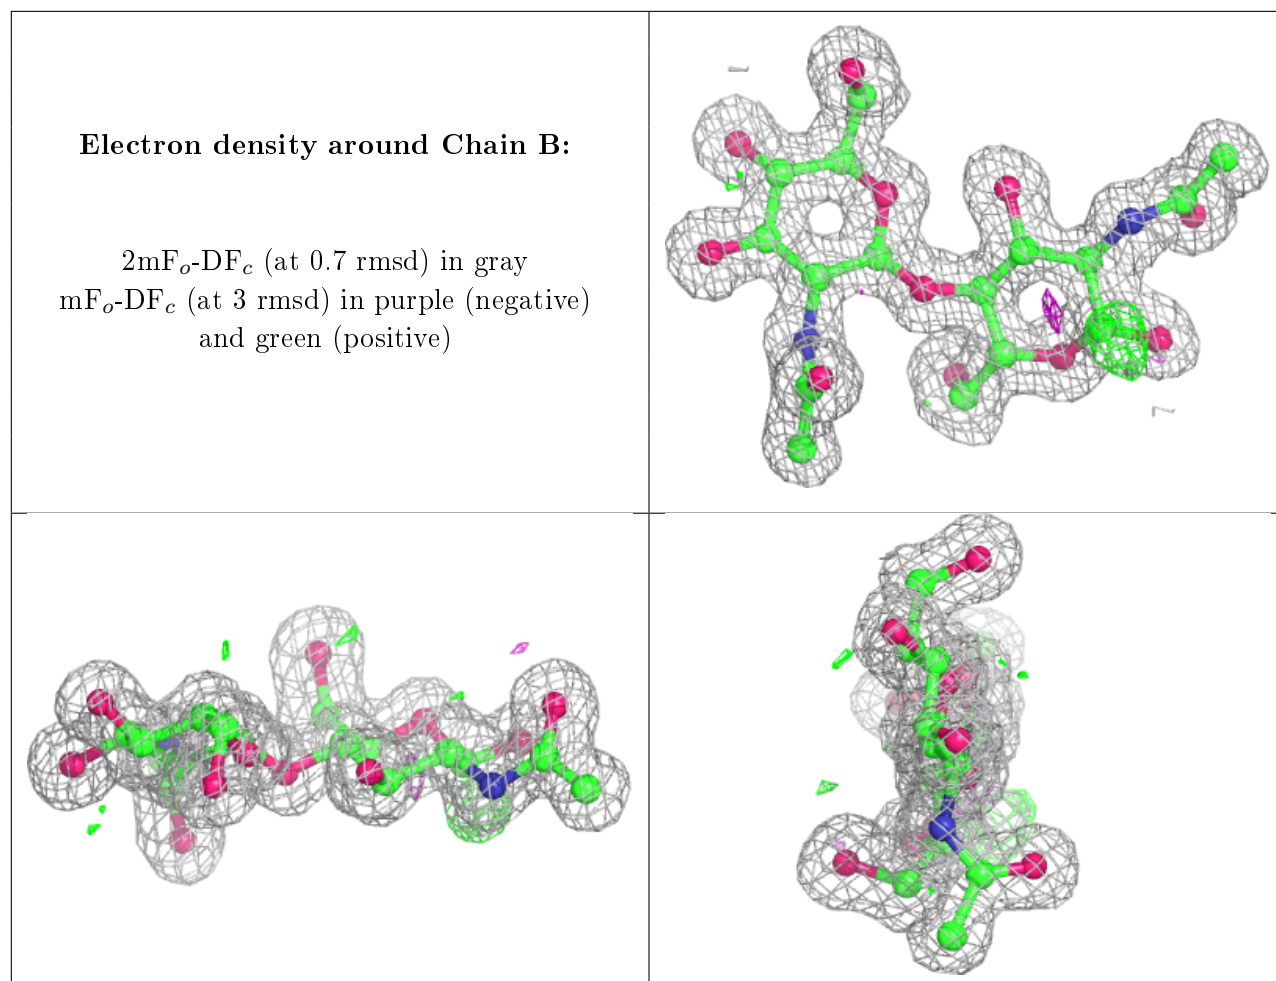 Electron density around Chain B:
2mFₒ-DF𝒸 (at 0.7 rmsd) in gray
mFₒ-DF𝒸 (at 3 rmsd) in purple (negative)
and green (positive)